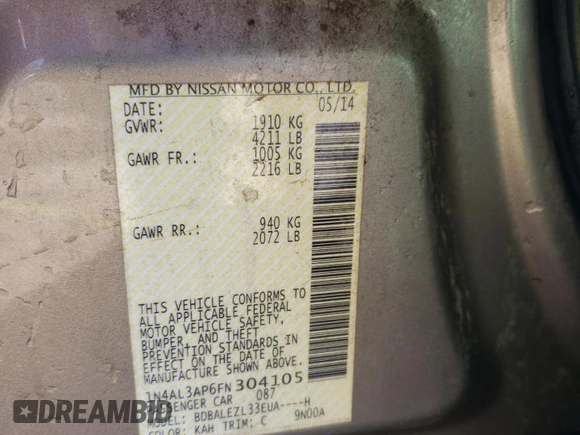 MFD BY NISSAN MOTOR CO., LTD.
DATE: 05/14
GVWR: 1910 KG
4211 LB
GAWR FR.: 1005 KG
2216 LB
GAWR RR.: 940 KG
2072 LB
THIS VEHICLE CONFORMS TO
ALL APPLICABLE FEDERAL
MOTOR VEHICLE SAFETY,
BUMPER, AND THEFT
PREVENTION STANDARDS IN
EFFECT ON THE DATE OF
MANUFACTURE SHOWN ABOVE.
1N4AL3AP6FN304105
PASSENGER CAR 087
MODEL: BDBALEZL33EUA----H
COLOR: KAH TRIM: C 9N00A
DEALERSCOPE